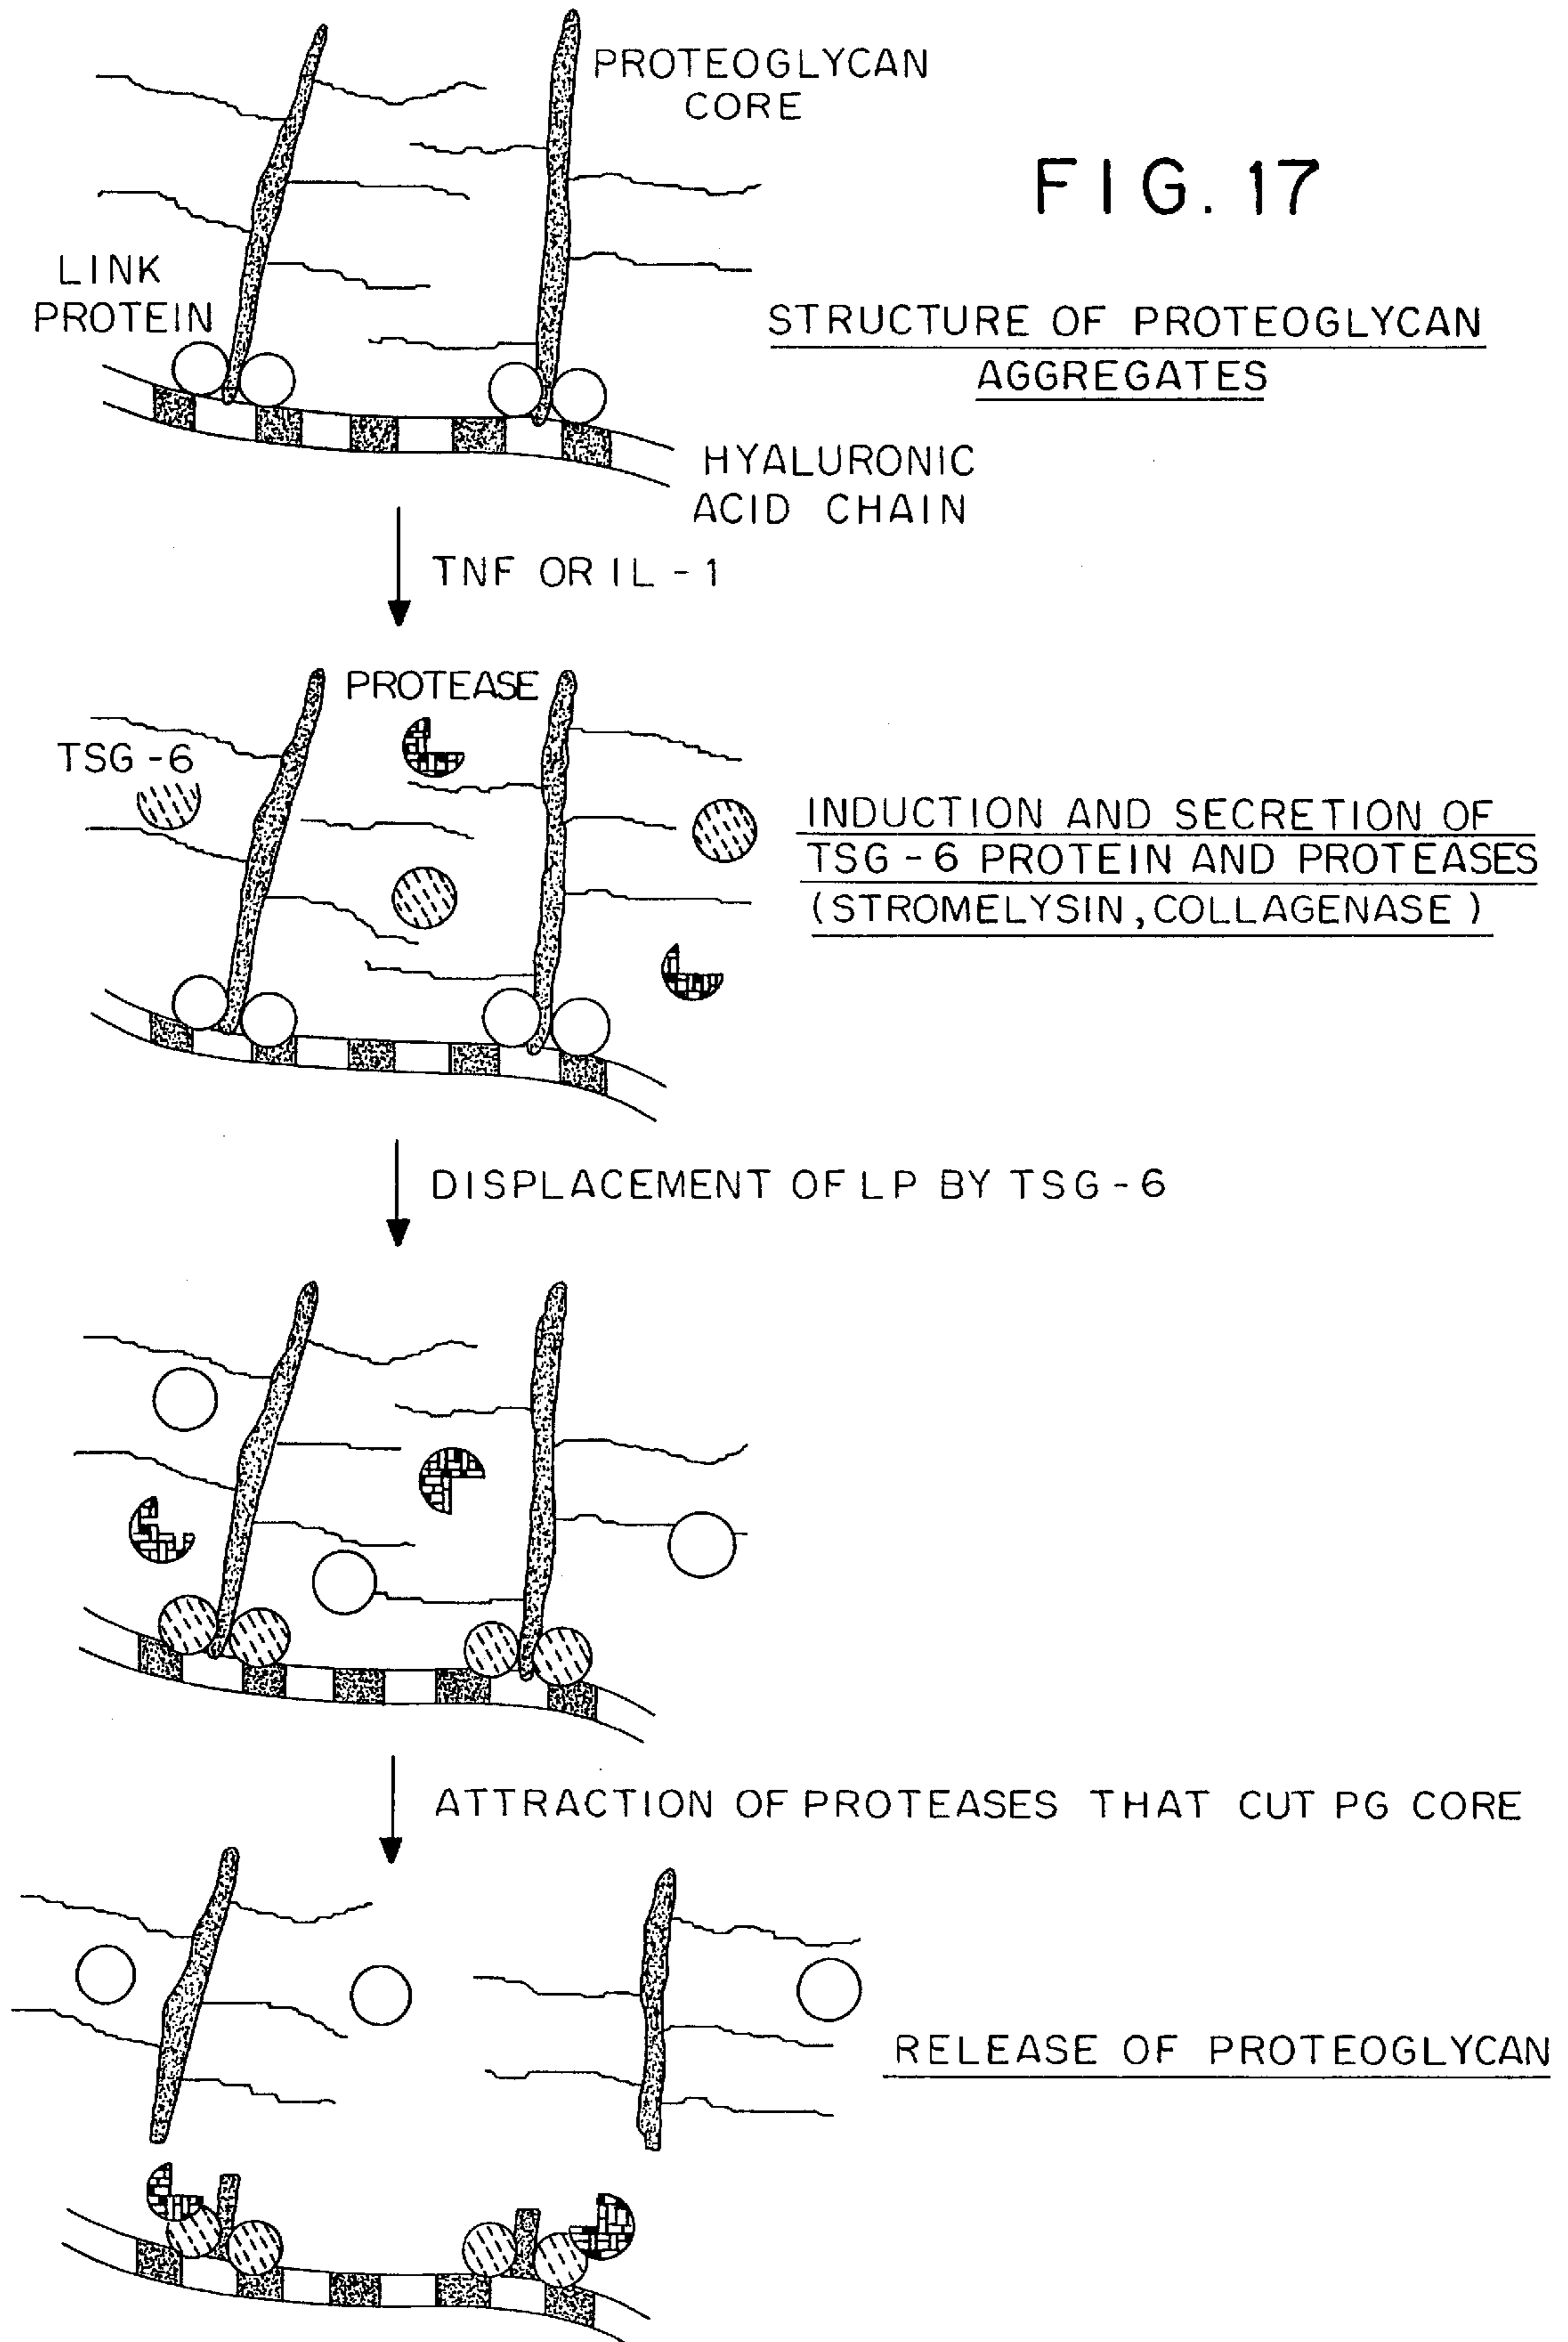 PROTEOGLYCAN
CORE
FIG. 17
LINK
PROTEIN
STRUCTURE OF PROTEOGLYCAN
AGGREGATES
HYALURONIC
ACID CHAIN
TNF OR IL-1
PROTEASE
TSG-6
INDUCTION AND SECRETION OF
TSG-6 PROTEIN AND PROTEASES
(STROMELYSIN, COLLAGENASE)
DISPLACEMENT OF LP BY TSG-6
ATTRACTION OF PROTEASES THAT CUT PG CORE
RELEASE OF PROTEOGLYCAN